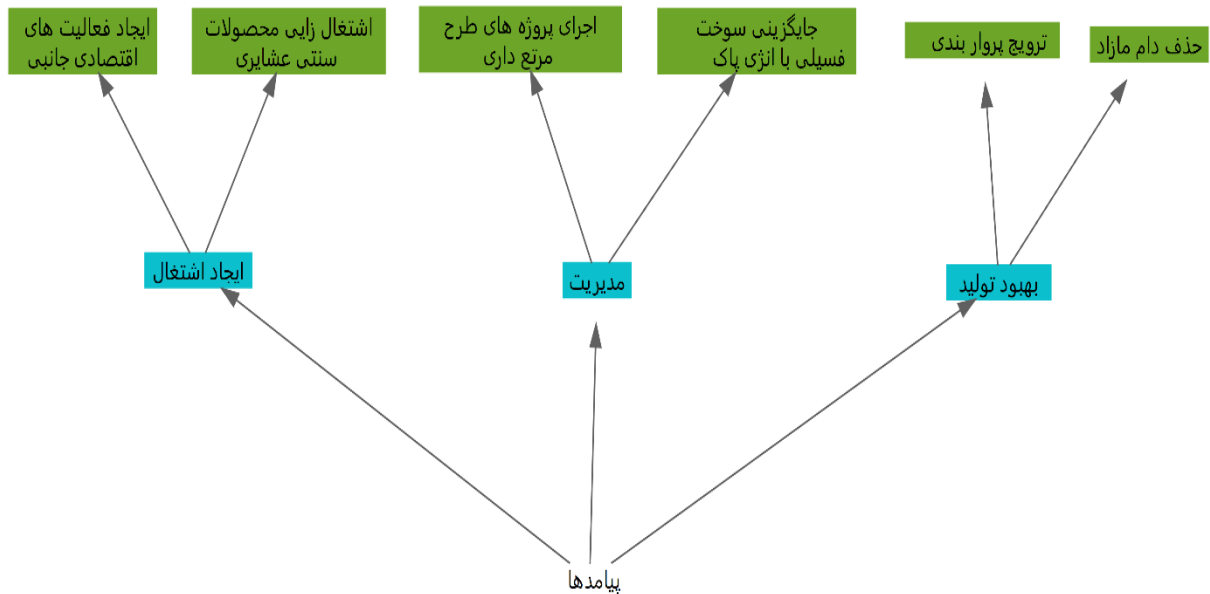 حذف دام مازاد
ترویج پروار بندی
جایگزینی سوخت
فسیلی با انژی پاک
اجرای پروژه های طرح
مرتع داری
اشتغال زایی محصولات
سنتی عشایری
ایجاد فعالیت های
اقتصادی جانبی
بهبود تولید
مدیریت
ایجاد اشتغال
پیامدها